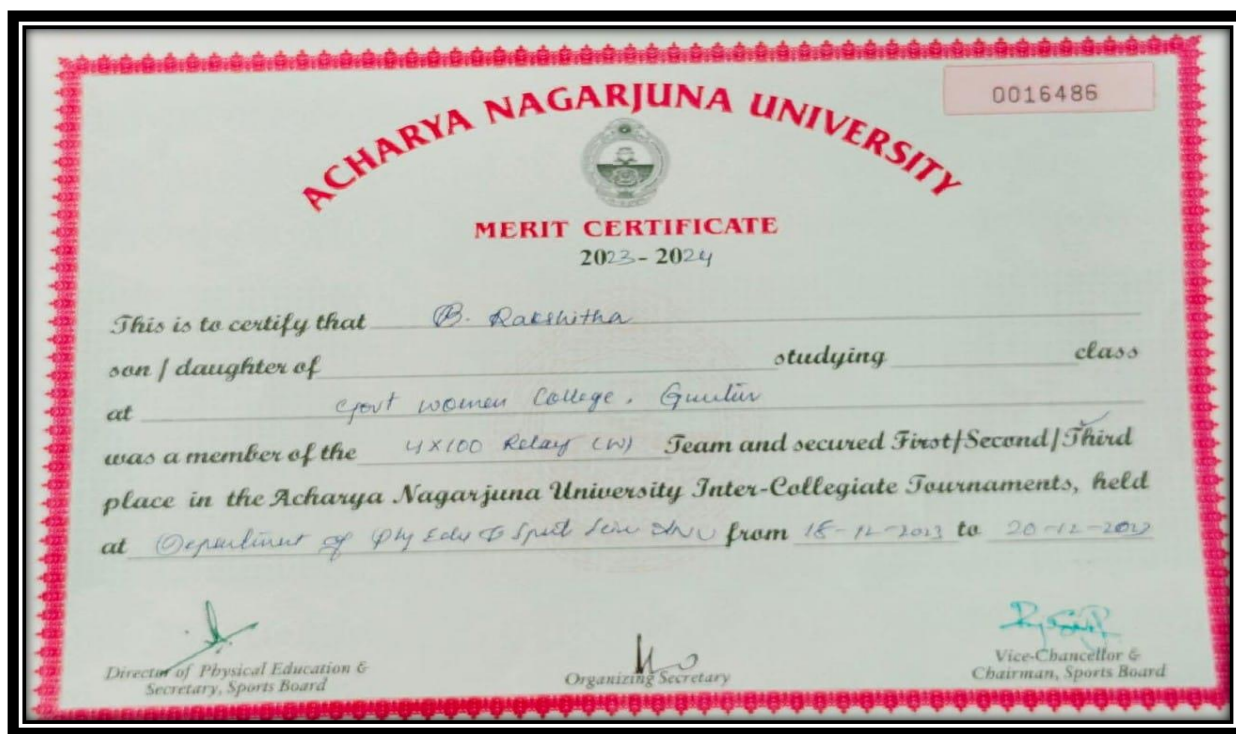 0016486
ACHARYA NAGARJUNA UNIVERSITY
MERIT CERTIFICATE
2023 - 2024
This is to certify that B. Rakshitha
son / daughter of studying class
at Govt women College, Guntur
was a member of the 4x100 Relay (W) Team and secured First/Second/Third
place in the Acharya Nagarjuna University Inter-Collegiate Tournaments, held
at Department of Phy Edu & Sport ANU from 18-12-2023 to 20-12-2023
Director of Physical Education &
Secretary, Sports Board
Organizing Secretary
Vice-Chancellor &
Chairman, Sports Board